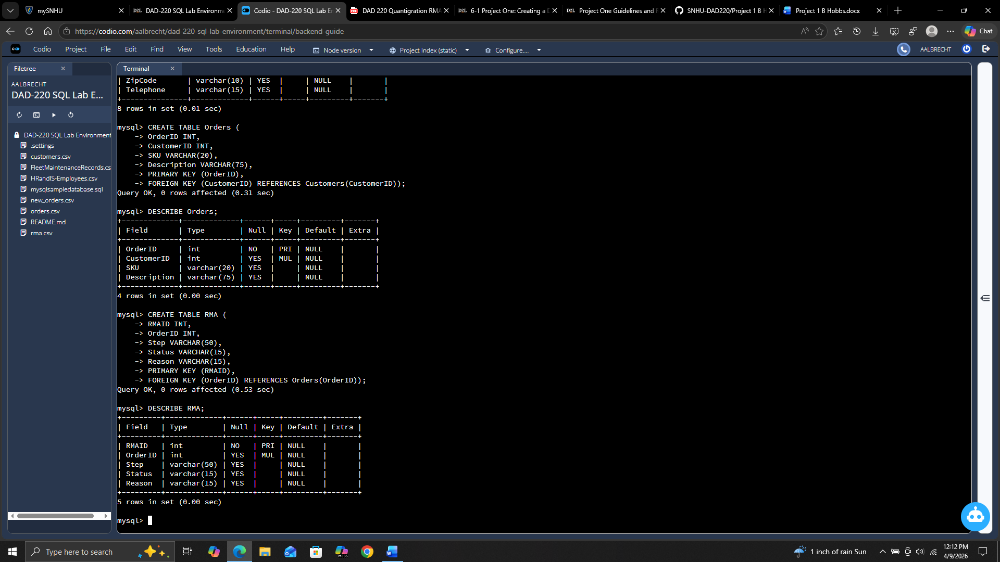 mySNHU
DAD-220 SQL Lab Environm
Codio - DAD-220 SQL Lab E
DAD 220 Quantigration RMA
6-1 Project One: Creating a D
Project One Guidelines and R
SNHU-DAD220/Project 1 B H
Project 1 B Hobbs.docx
https://codio.com/aalbrecht/dad-220-sql-lab-environment/terminal/backend-guide
Chat
Codio Project File Edit Find View Tools Education Help Node version Project Index (static) Configure.... AALBRECHT
Filetree
AALBRECHT
DAD-220 SQL Lab E...
DAD-220 SQL Lab Environment
.settings
customers.csv
FleetMaintenanceRecords.cs
HRandIS-Employees.csv
mysqlsampledatabase.sql
new_orders.csv
orders.csv
README.md
rma.csv
Terminal
| ZipCode       | varchar(10) | YES  |     | NULL    |       |
| Telephone     | varchar(15) | YES  |     | NULL    |       |
+---------------+-------------+------+-----+---------+-------+
8 rows in set (0.01 sec)
mysql> CREATE TABLE Orders (
    -> OrderID INT,
    -> CustomerID INT,
    -> SKU VARCHAR(20),
    -> Description VARCHAR(75),
    -> PRIMARY KEY (OrderID),
    -> FOREIGN KEY (CustomerID) REFERENCES Customers(CustomerID));
Query OK, 0 rows affected (0.31 sec)
mysql> DESCRIBE Orders;
+-------------+-------------+------+-----+---------+-------+
| Field       | Type        | Null | Key | Default | Extra |
+-------------+-------------+------+-----+---------+-------+
| OrderID     | int         | NO   | PRI | NULL    |       |
| CustomerID  | int         | YES  | MUL | NULL    |       |
| SKU         | varchar(20) | YES  |     | NULL    |       |
| Description | varchar(75) | YES  |     | NULL    |       |
+-------------+-------------+------+-----+---------+-------+
4 rows in set (0.00 sec)
mysql> CREATE TABLE RMA (
    -> RMAID INT,
    -> OrderID INT,
    -> Step VARCHAR(50),
    -> Status VARCHAR(15),
    -> Reason VARCHAR(15),
    -> PRIMARY KEY (RMAID),
    -> FOREIGN KEY (OrderID) REFERENCES Orders(OrderID));
Query OK, 0 rows affected (0.53 sec)
mysql> DESCRIBE RMA;
+---------+-------------+------+-----+---------+-------+
| Field   | Type        | Null | Key | Default | Extra |
+---------+-------------+------+-----+---------+-------+
| RMAID   | int         | NO   | PRI | NULL    |       |
| OrderID | int         | YES  | MUL | NULL    |       |
| Step    | varchar(50) | YES  |     | NULL    |       |
| Status  | varchar(15) | YES  |     | NULL    |       |
| Reason  | varchar(15) | YES  |     | NULL    |       |
+---------+-------------+------+-----+---------+-------+
5 rows in set (0.00 sec)
mysql>
Type here to search
M365
1 inch of rain Sun
12:12 PM
4/9/2026